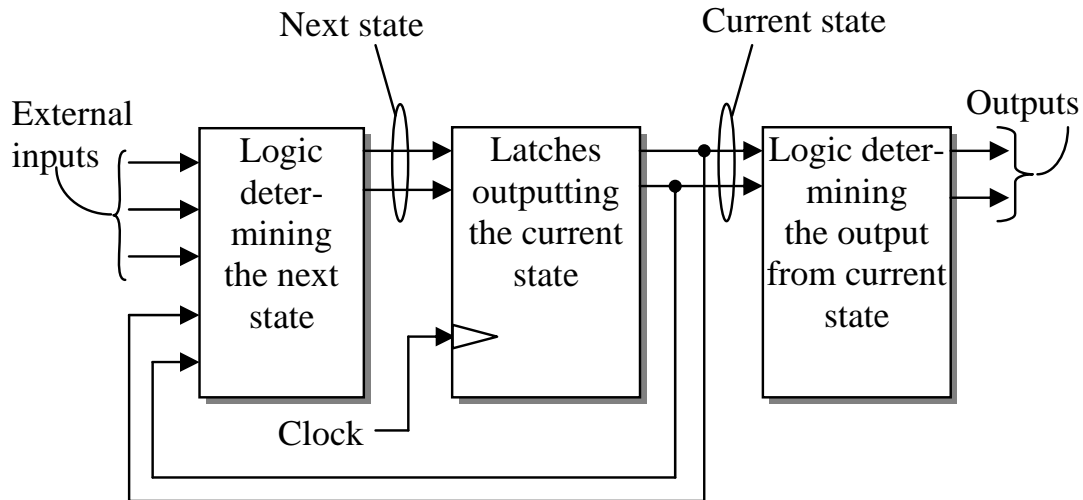 Next state
Current state
External
inputs
Outputs
Logic
deter-
mining
the next
state
Latches
outputting
the current
state
Logic deter-
mining
the output
from current
state
Clock